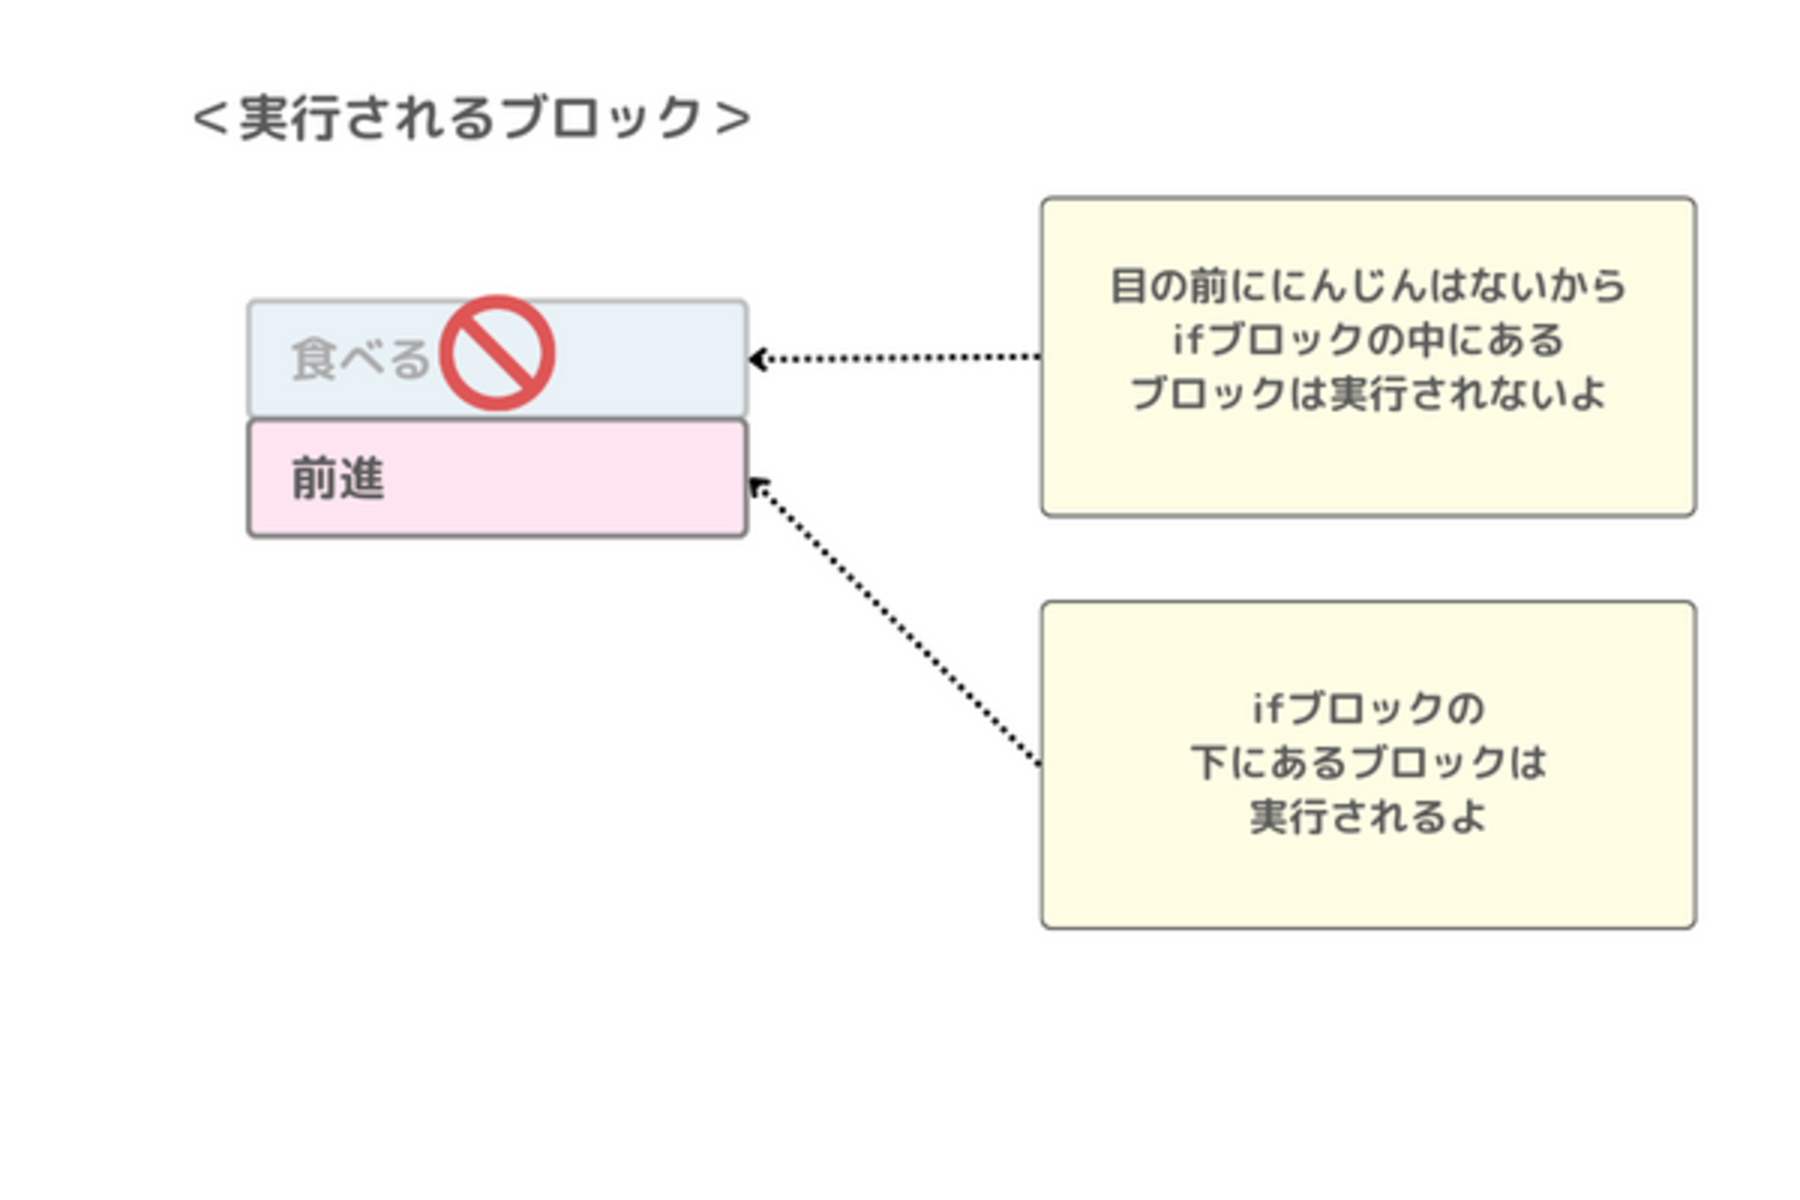 ＜実行されるブロック＞
食べる
前進
目の前ににんじんはないから
ifブロックの中にある
ブロックは実行されないよ
ifブロックの
下にあるブロックは
実行されるよ